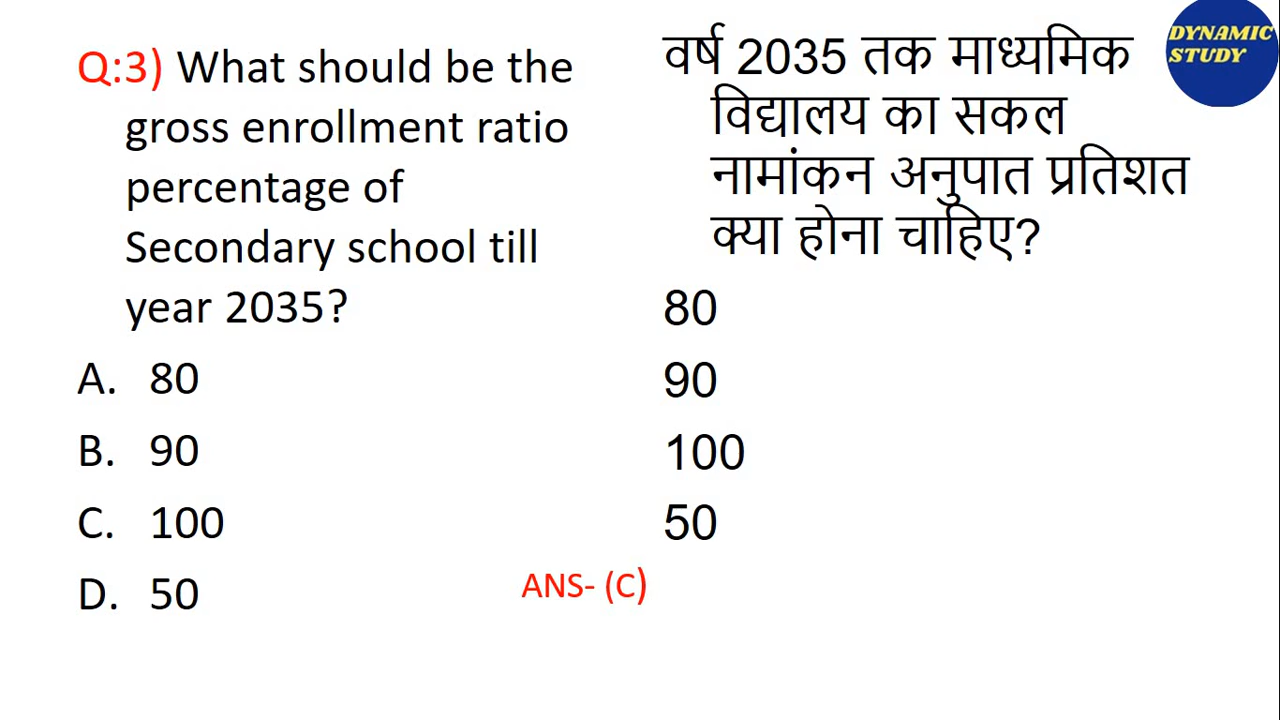 Q:3) What should be the
gross enrollment ratio
percentage of
Secondary school till
year 2035?
A. 80
B. 90
C. 100
D. 50
वर्ष 2035 तक माध्यमिक
विद्यालय का सकल
नामांकन अनुपात प्रतिशत
क्या होना चाहिए?
80
90
100
50
ANS- (C)
DYNAMIC
STUDY